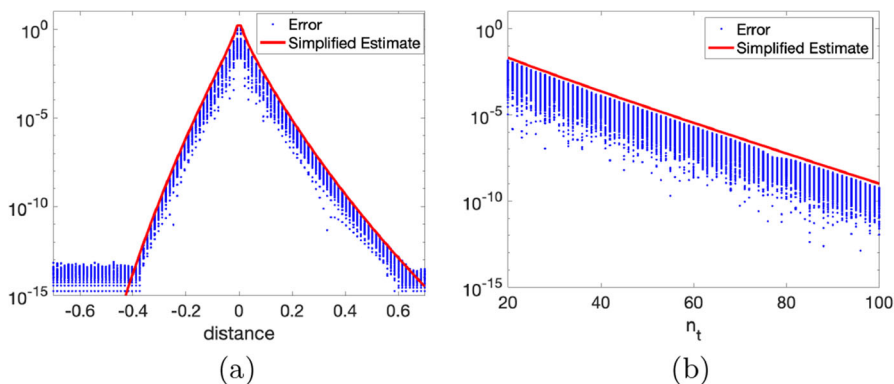 10^0
10^-5
10^-10
10^-15
Error
Simplified Estimate
-0.6 -0.4 -0.2 0 0.2 0.4 0.6
distance
(a)
10^0
10^-5
10^-10
10^-15
Error
Simplified Estimate
20 40 60 80 100
n_t
(b)